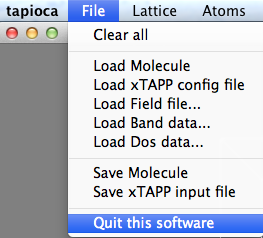 tapioca File Lattice Atoms
Clear all
Load Molecule
Load xTAPP config file
Load Field file...
Load Band data...
Load Dos data...
Save Molecule
Save xTAPP input file
Quit this software